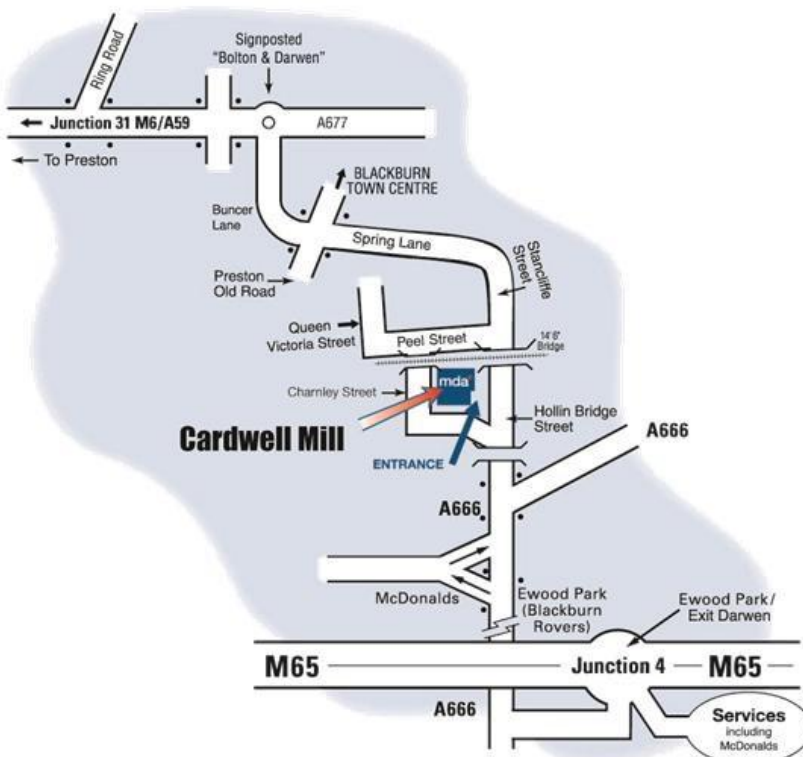 Signposted
"Bolton & Darwen"
Ring Road
Junction 31 M6/A59
A677
To Preston
BLACKBURN
TOWN CENTRE
Buncer
Lane
Spring Lane
Stancliffe
Street
Preston
Old Road
Queen
Victoria Street
Peel Street
14'6"
Bridge
Charnley Street
mda
Hollin Bridge
Street
Cardwell Mill
ENTRANCE
A666
A666
McDonalds
Ewood Park
(Blackburn
Rovers)
Ewood Park/
Exit Darwen
M65
Junction 4
M65
A666
Services
including
McDonalds